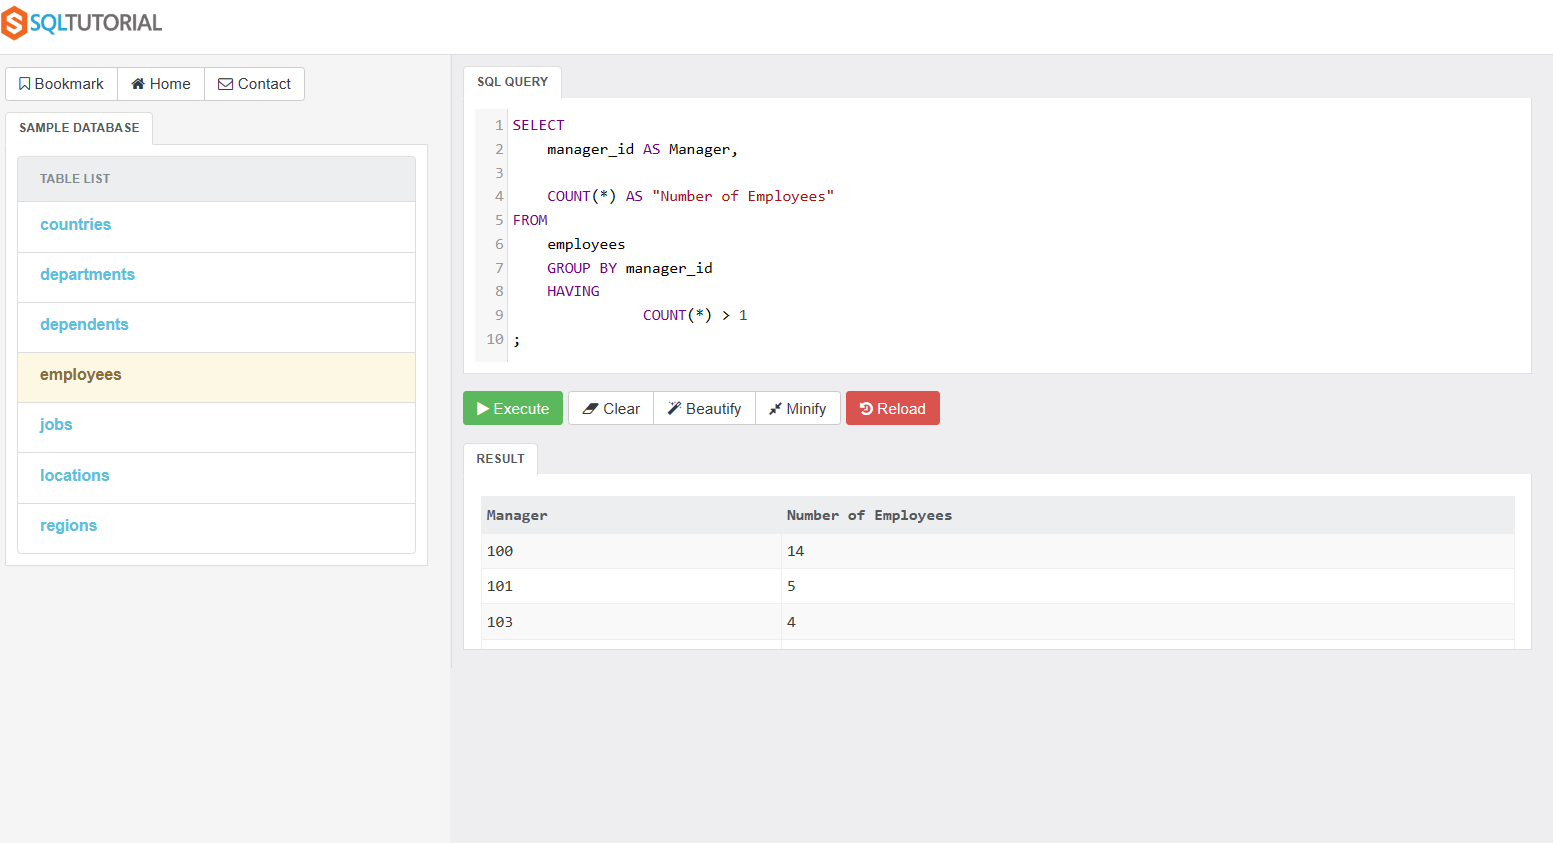 SQLTUTORIAL
Bookmark Home Contact
SAMPLE DATABASE
TABLE LIST
countries
departments
dependents
employees
jobs
locations
regions
SQL QUERY
1 SELECT
2 manager_id AS Manager,
3
4 COUNT(*) AS "Number of Employees"
5 FROM
6 employees
7 GROUP BY manager_id
8 HAVING
9 COUNT(*) > 1
10 ;
Execute Clear Beautify Minify Reload
RESULT
Manager Number of Employees
100 14
101 5
103 4